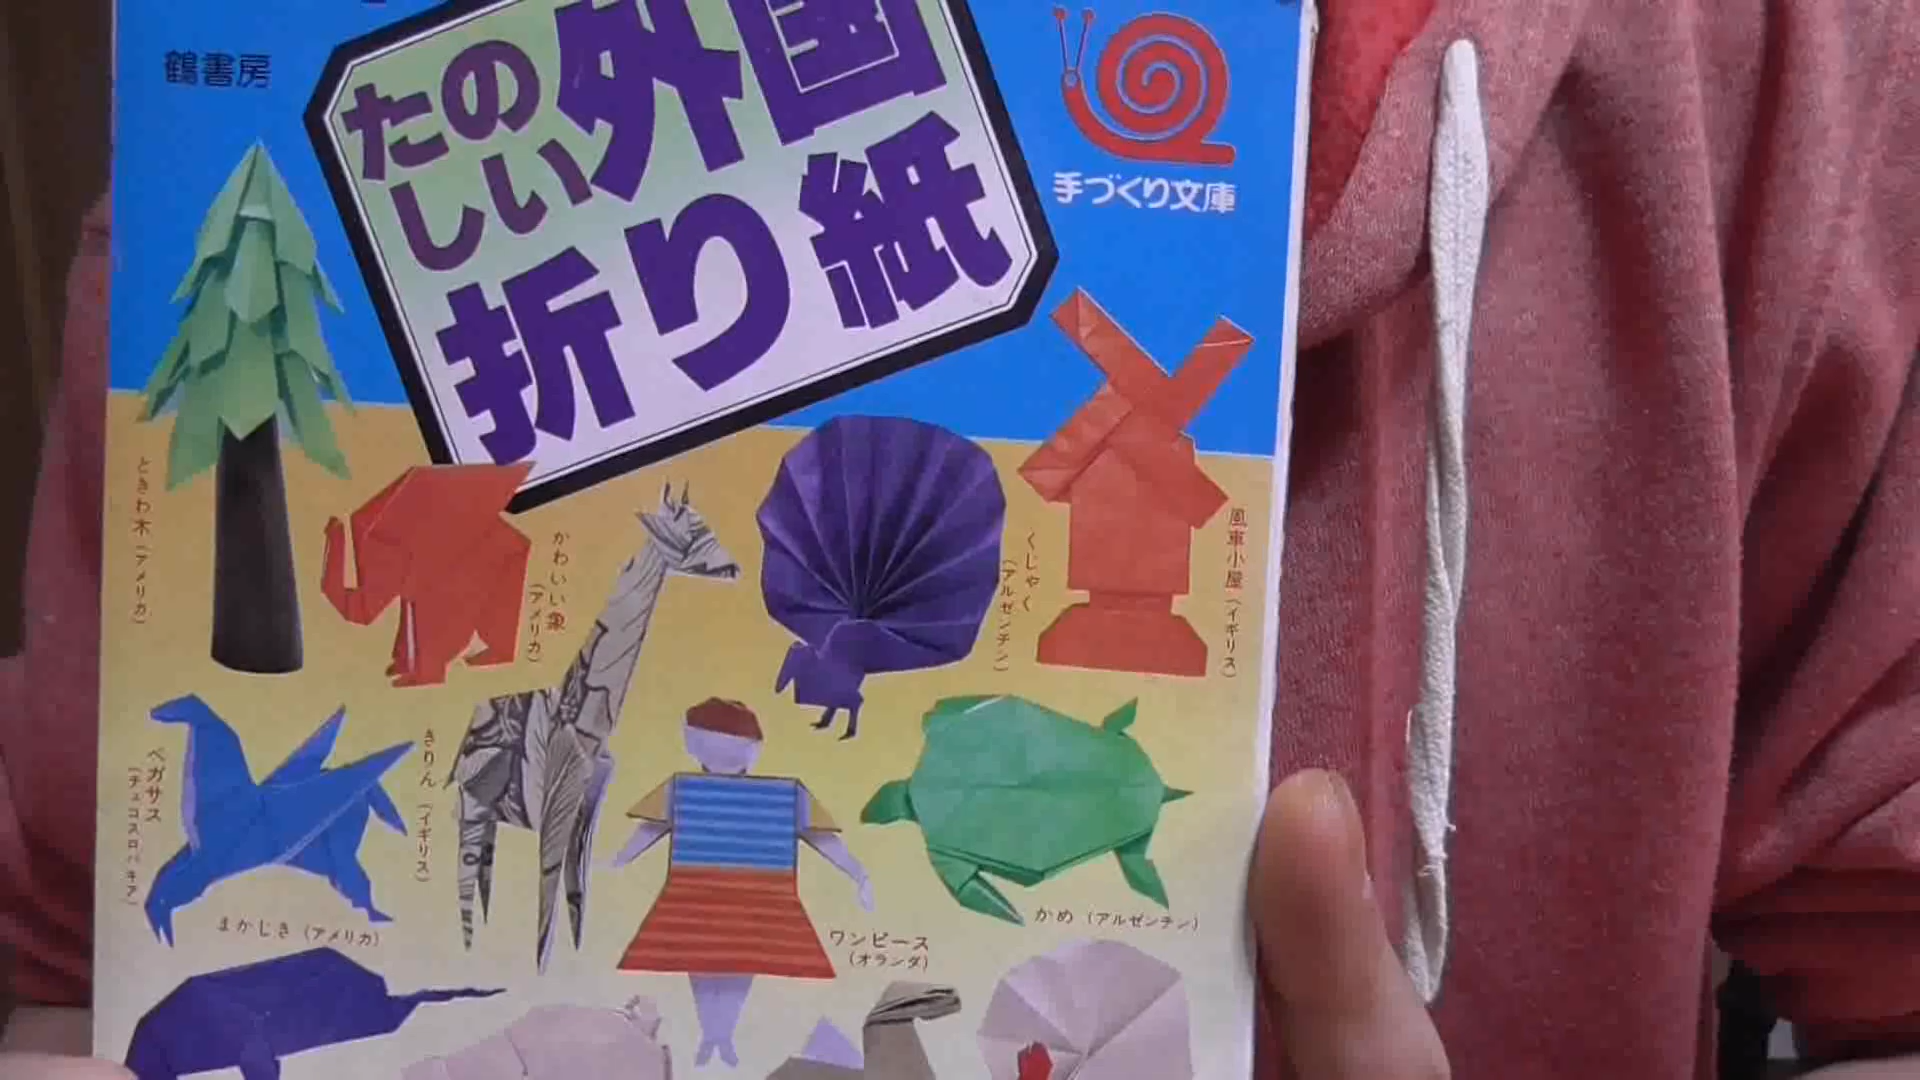 鶴書房
たのしい外国
折り紙
手づくり文庫
ときわ木(アメリカ)
かわいい象
(アメリカ)
くじゃく
(アルゼンチン)
風車小屋(イギリス)
ペガサス
(チェコスロバキア)
きりん(イギリス)
まかじき(アメリカ)
ワンピース
(オランダ)
かめ(アルゼンチン)